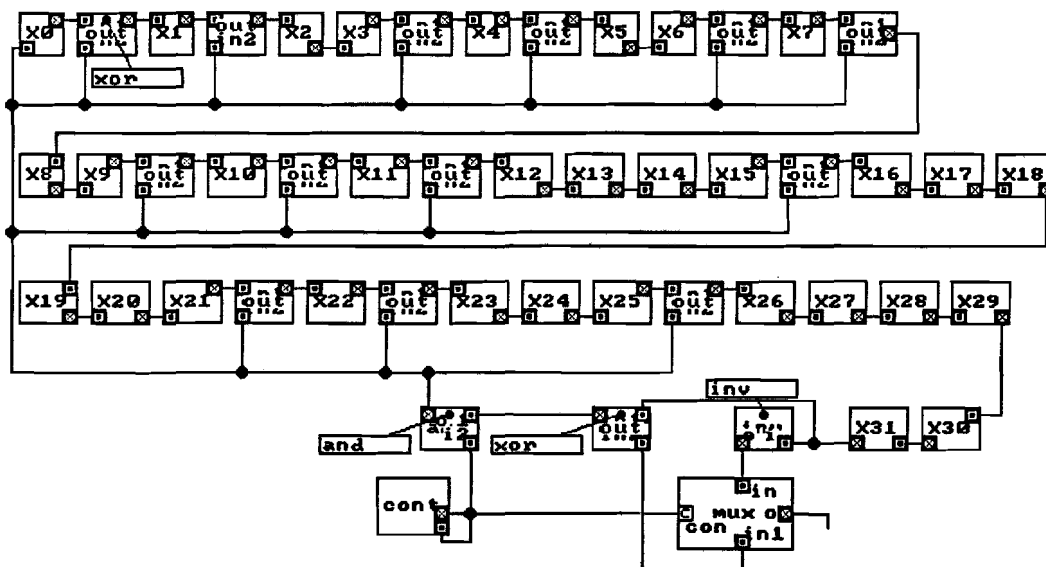 X0 out X1 out in2 X2 X3 out X4 out X5 X6 out X7 out
xor
X8 X9 out X10 out X11 out X12 X13 X14 X15 out X16 X17 X18
X19 X20 X21 out X22 out X23 X24 X25 out X26 X27 X28 X29
inv
out X31 X30
and xor
cont in
mux o
con in1